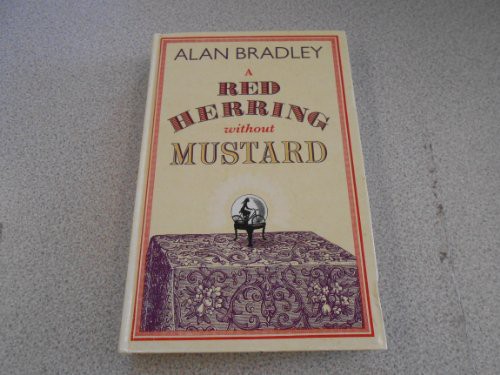 ALAN BRADLEY
A
RED
HERRING
without
MUSTARD